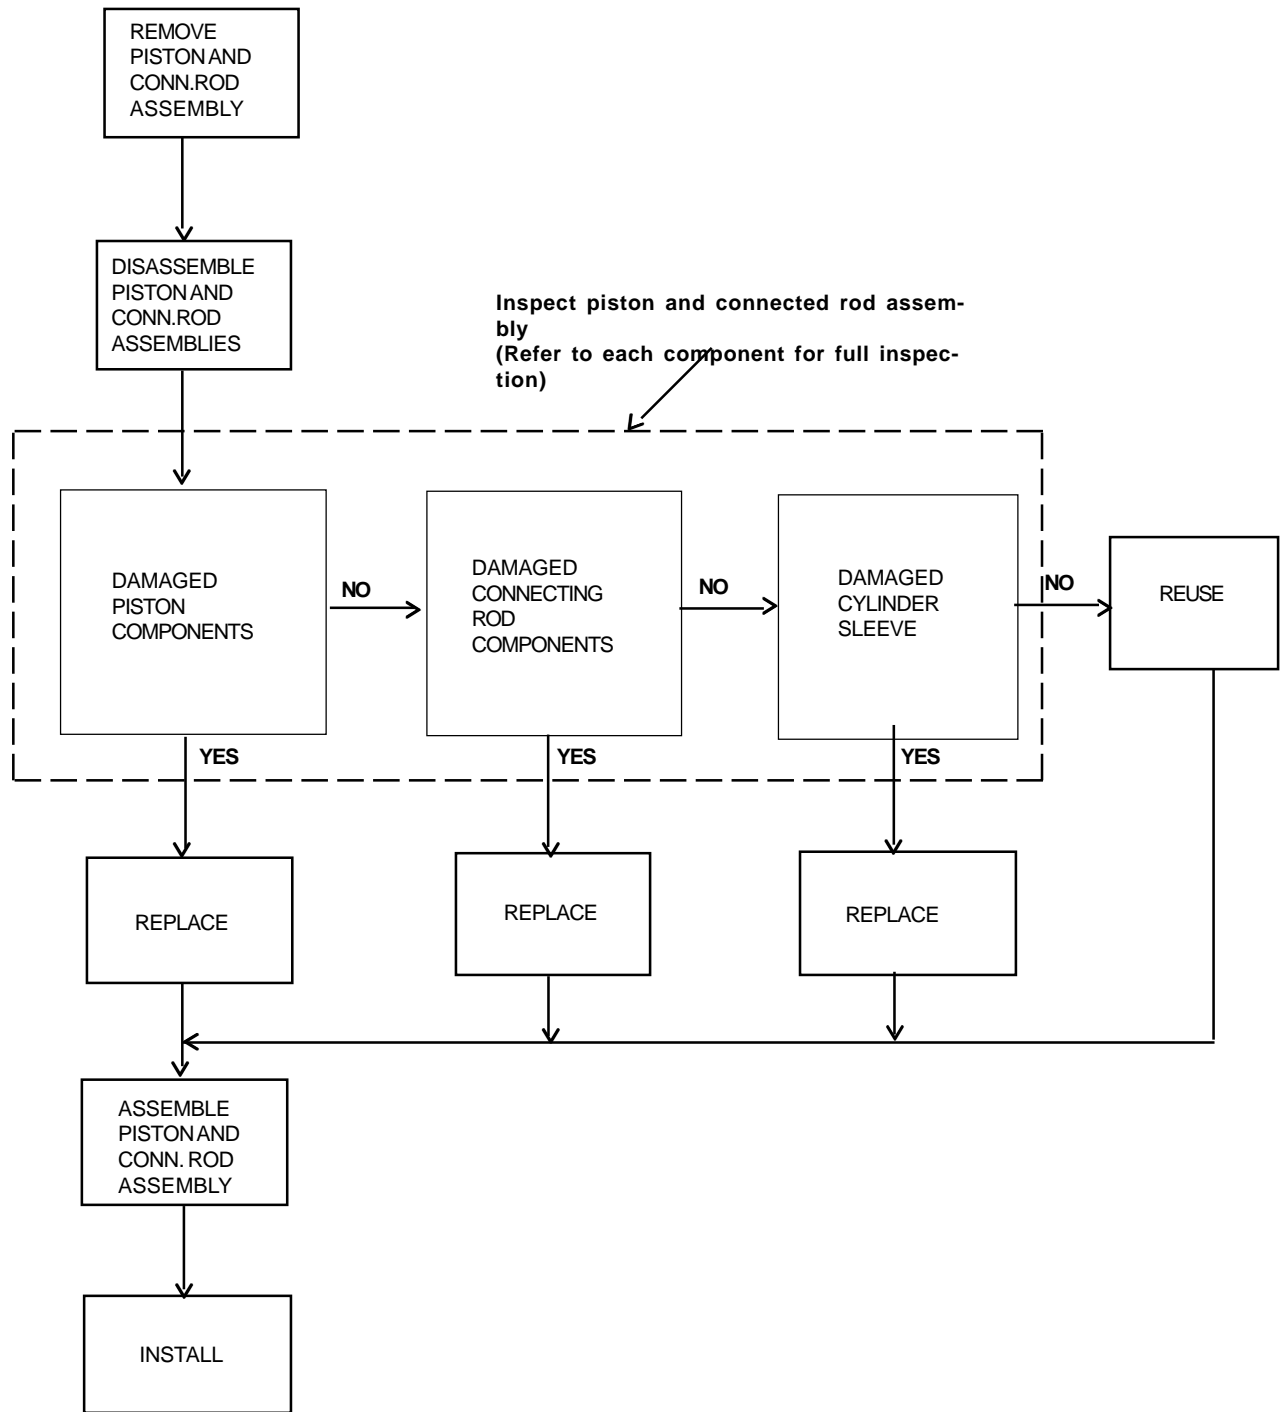 REMOVE
PISTON AND
CONN.ROD
ASSEMBLY
DISASSEMBLE
PISTON AND
CONN.ROD
ASSEMBLIES
Inspect piston and connected rod assem-
bly
(Refer to each component for full inspec-
tion)
DAMAGED
PISTON
COMPONENTS
NO
DAMAGED
CONNECTING
ROD
COMPONENTS
NO
DAMAGED
CYLINDER
SLEEVE
NO
REUSE
YES
YES
YES
REPLACE
REPLACE
REPLACE
ASSEMBLE
PISTON AND
CONN. ROD
ASSEMBLY
INSTALL